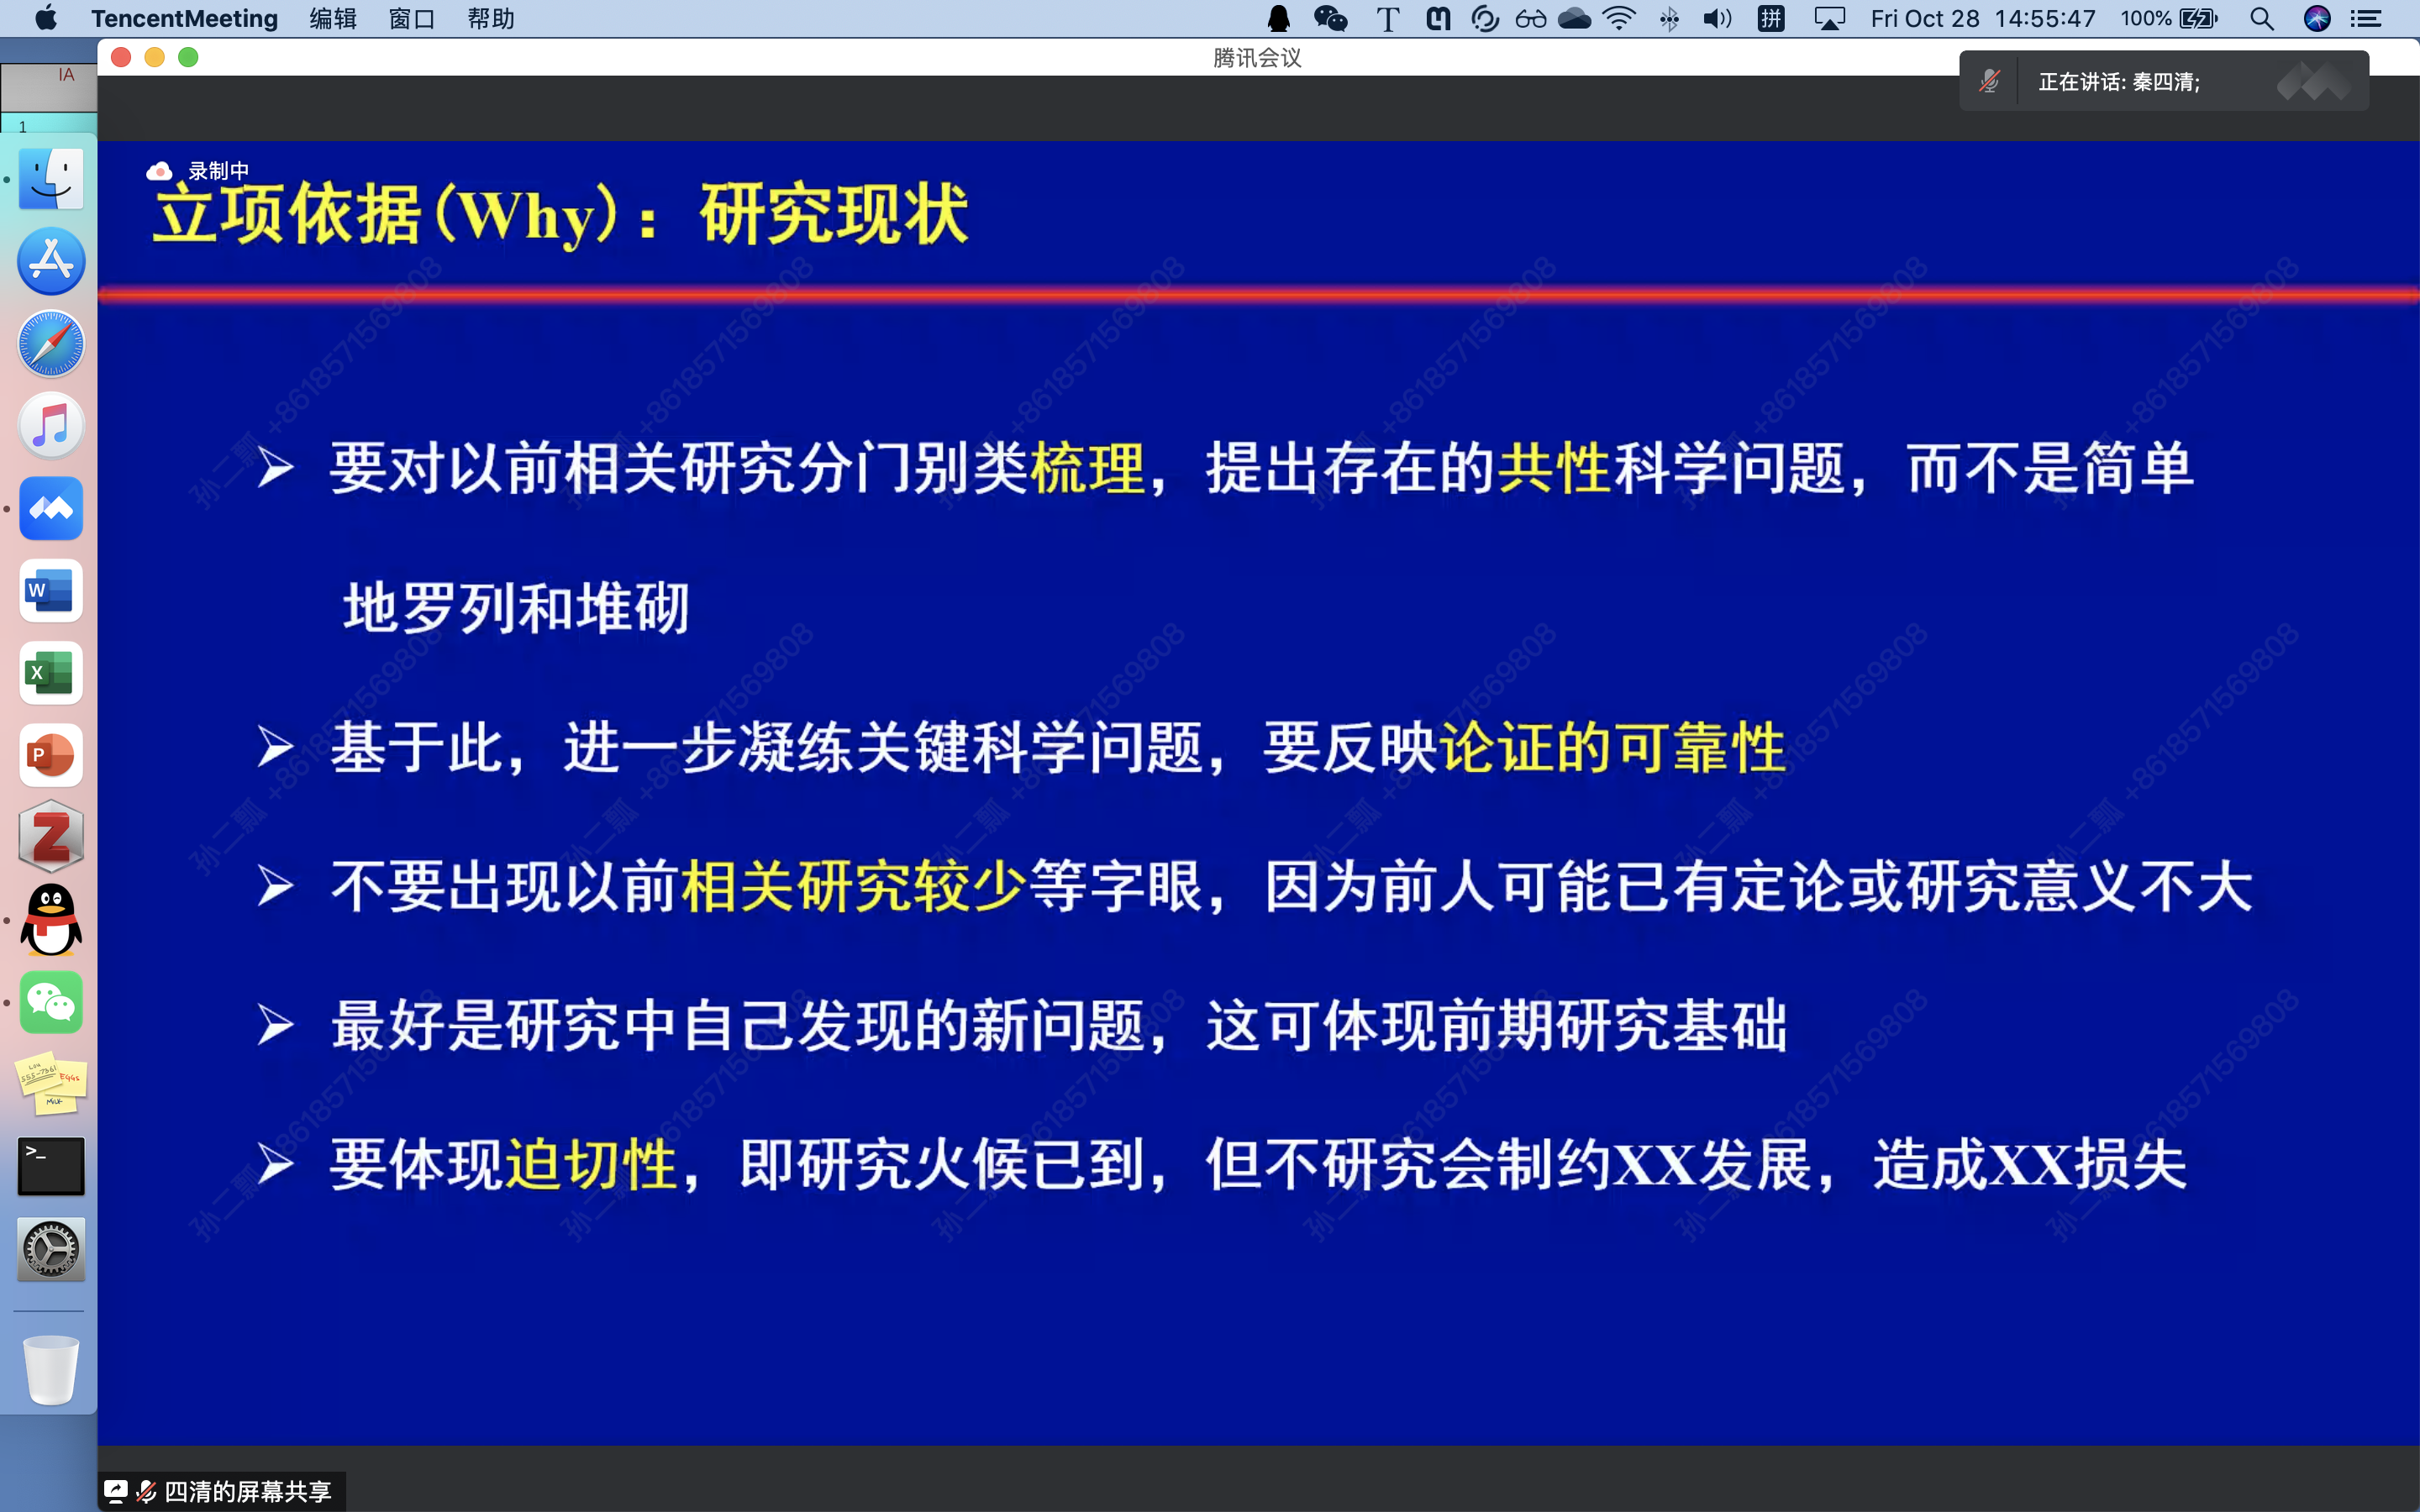 TencentMeeting 编辑 窗口 帮助 拼 Fri Oct 28 14:55:47 100%
腾讯会议
IA
正在讲话: 秦四清;
1
录制中
立项依据(Why)：研究现状
➢ 要对以前相关研究分门别类梳理，提出存在的共性科学问题，而不是简单
地罗列和堆砌
➢ 基于此，进一步凝练关键科学问题，要反映论证的可靠性
➢ 不要出现以前相关研究较少等字眼，因为前人可能已有定论或研究意义不大
➢ 最好是研究中自己发现的新问题，这可体现前期研究基础
➢ 要体现迫切性，即研究火候已到，但不研究会制约XX发展，造成XX损失
孙二瓢 +8618571569808
四清的屏幕共享